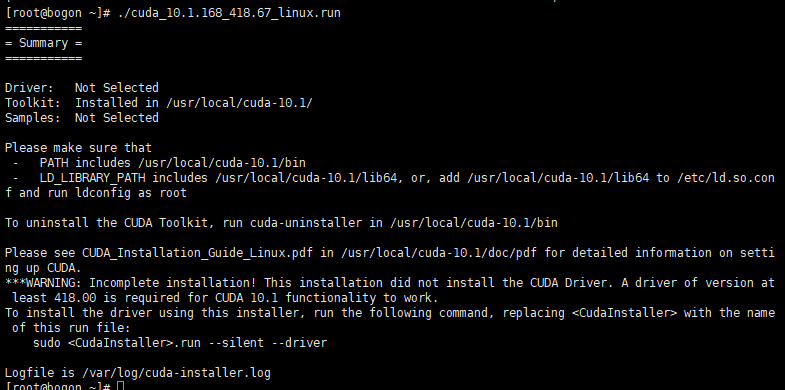 [root@bogon ~]# ./cuda_10.1.168_418.67_linux.run
===========
= Summary =
===========
Driver:   Not Selected
Toolkit:  Installed in /usr/local/cuda-10.1/
Samples:  Not Selected
Please make sure that
 -   PATH includes /usr/local/cuda-10.1/bin
 -   LD_LIBRARY_PATH includes /usr/local/cuda-10.1/lib64, or, add /usr/local/cuda-10.1/lib64 to /etc/ld.so.con
f and run ldconfig as root
To uninstall the CUDA Toolkit, run cuda-uninstaller in /usr/local/cuda-10.1/bin
Please see CUDA_Installation_Guide_Linux.pdf in /usr/local/cuda-10.1/doc/pdf for detailed information on setti
ng up CUDA.
***WARNING: Incomplete installation! This installation did not install the CUDA Driver. A driver of version at
 least 418.00 is required for CUDA 10.1 functionality to work.
To install the driver using this installer, run the following command, replacing <CudaInstaller> with the name
 of this run file:
    sudo <CudaInstaller>.run --silent --driver
Logfile is /var/log/cuda-installer.log
[root@bogon ~]#